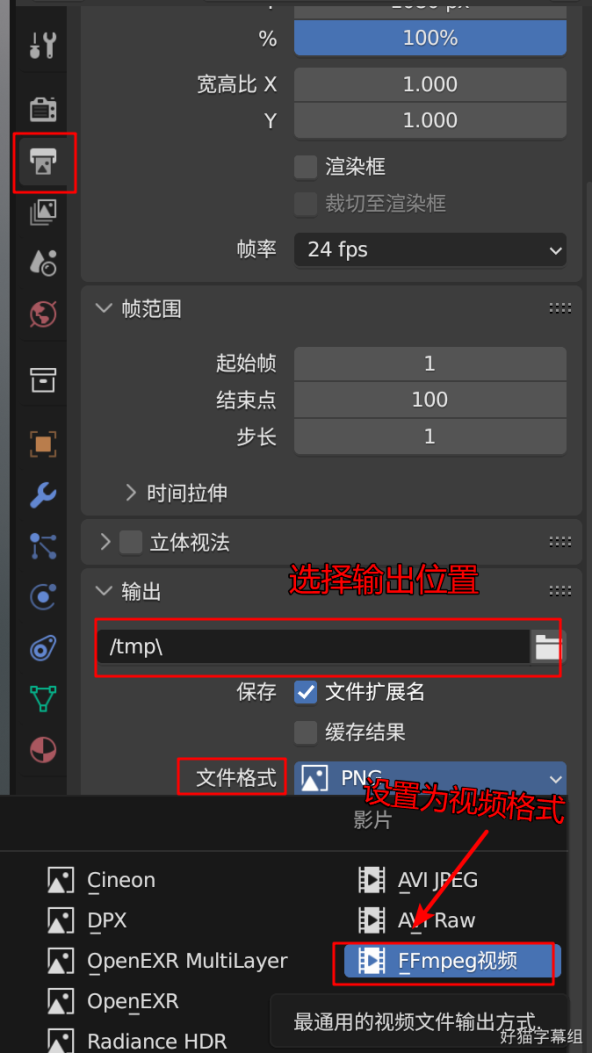 %
100%
宽高比 X
1.000
Y
1.000
渲染框
裁切至渲染框
帧率
24 fps
帧范围
起始帧
1
结束点
100
步长
1
时间拉伸
立体视法
选择输出位置
输出
/tmp\
保存
文件扩展名
缓存结果
文件格式
PNG
设置为视频格式
影片
Cineon
AVI JPEG
DPX
AVI Raw
OpenEXR MultiLayer
FFmpeg视频
OpenEXR
最通用的视频文件输出方式.
Radiance HDR
好猫字幕组